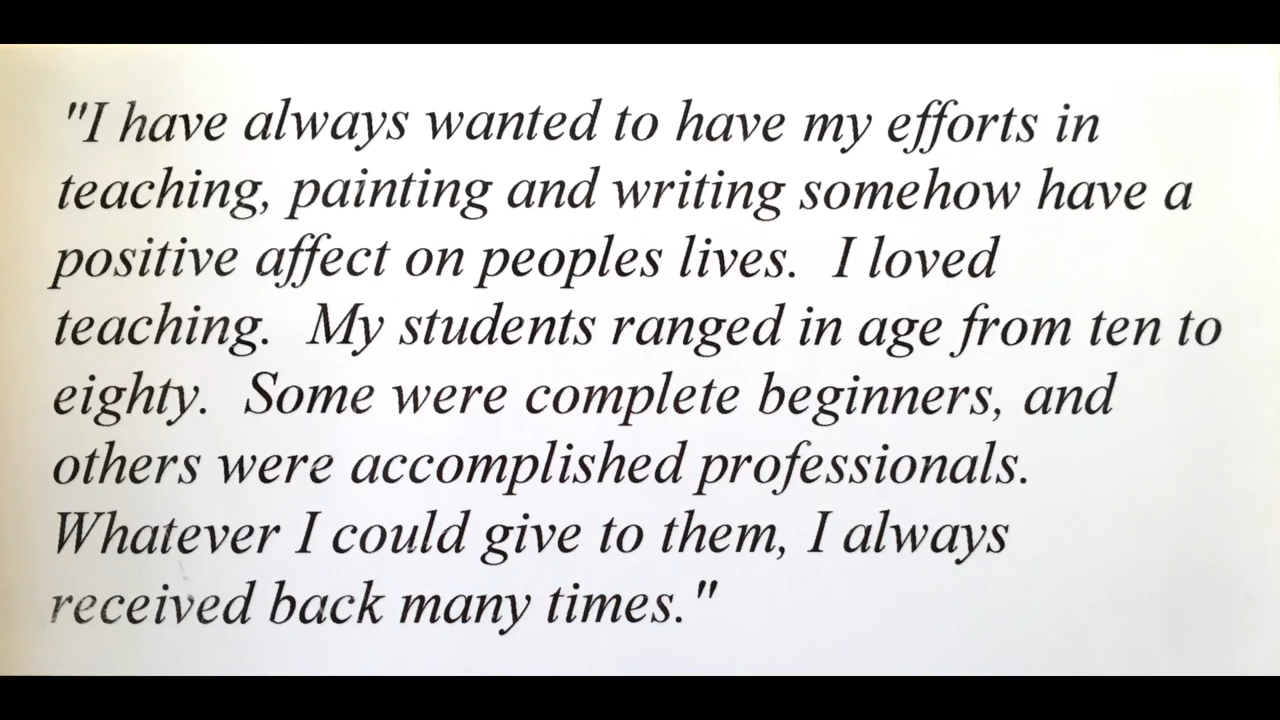 "I have always wanted to have my efforts in
teaching, painting and writing somehow have a
positive affect on peoples lives.  I loved
teaching.  My students ranged in age from ten to
eighty.  Some were complete beginners, and
others were accomplished professionals.
Whatever I could give to them, I always
received back many times."